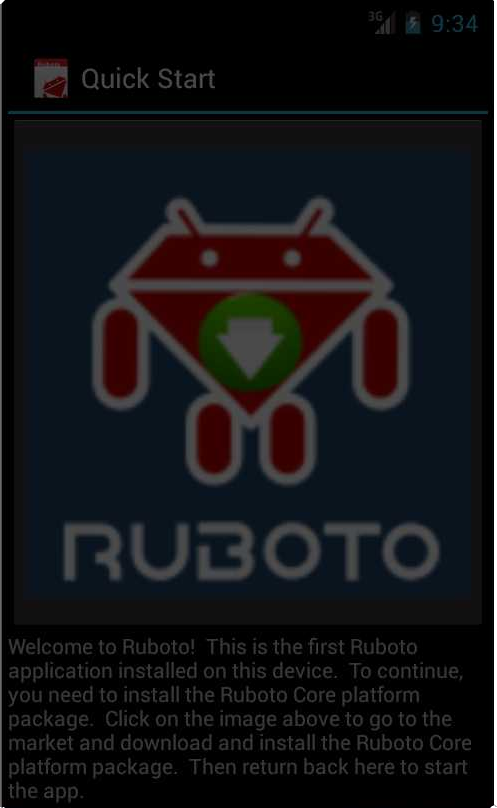 3G 9:34
Quick Start
RUBOTO
Welcome to Ruboto!  This is the first Ruboto
application installed on this device.  To continue,
you need to install the Ruboto Core platform
package.  Click on the image above to go to the
market and download and install the Ruboto Core
platform package.  Then return back here to start
the app.